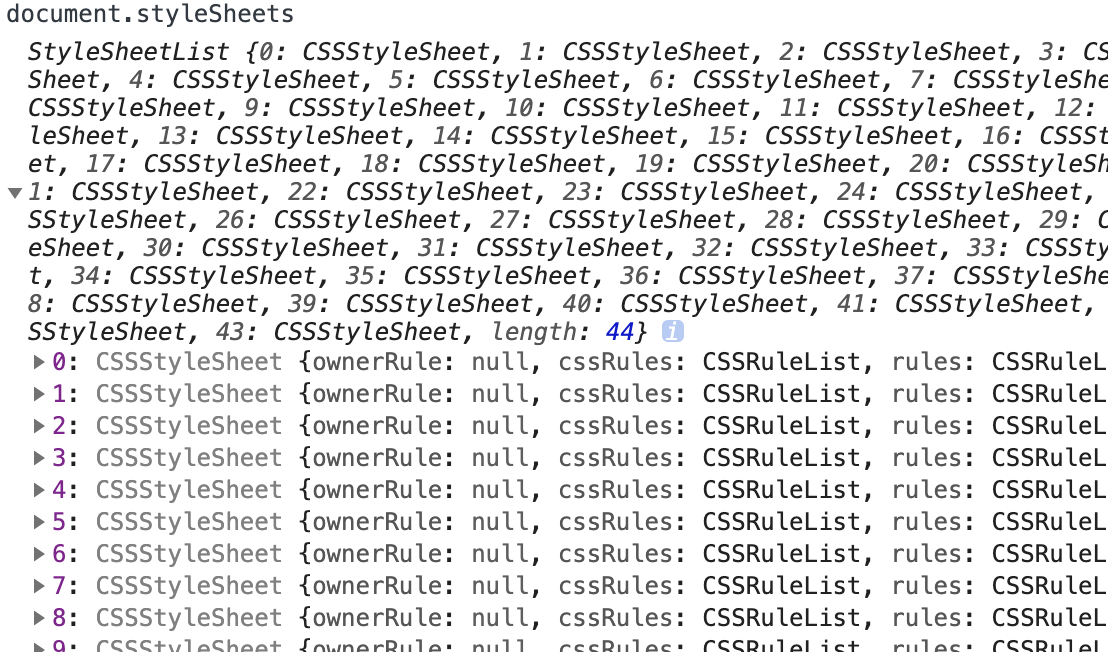 document.styleSheets
StyleSheetList {0: CSSStyleSheet, 1: CSSStyleSheet, 2: CSSStyleSheet, 3: CS
Sheet, 4: CSSStyleSheet, 5: CSSStyleSheet, 6: CSSStyleSheet, 7: CSSStyleShe
CSSStyleSheet, 9: CSSStyleSheet, 10: CSSStyleSheet, 11: CSSStyleSheet, 12:
leSheet, 13: CSSStyleSheet, 14: CSSStyleSheet, 15: CSSStyleSheet, 16: CSSSt
et, 17: CSSStyleSheet, 18: CSSStyleSheet, 19: CSSStyleSheet, 20: CSSStyleSh
1: CSSStyleSheet, 22: CSSStyleSheet, 23: CSSStyleSheet, 24: CSSStyleSheet,
SStyleSheet, 26: CSSStyleSheet, 27: CSSStyleSheet, 28: CSSStyleSheet, 29: C
eSheet, 30: CSSStyleSheet, 31: CSSStyleSheet, 32: CSSStyleSheet, 33: CSSSty
t, 34: CSSStyleSheet, 35: CSSStyleSheet, 36: CSSStyleSheet, 37: CSSStyleShe
8: CSSStyleSheet, 39: CSSStyleSheet, 40: CSSStyleSheet, 41: CSSStyleSheet,
SStyleSheet, 43: CSSStyleSheet, length: 44} i
0: CSSStyleSheet {ownerRule: null, cssRules: CSSRuleList, rules: CSSRuleL
1: CSSStyleSheet {ownerRule: null, cssRules: CSSRuleList, rules: CSSRuleL
2: CSSStyleSheet {ownerRule: null, cssRules: CSSRuleList, rules: CSSRuleL
3: CSSStyleSheet {ownerRule: null, cssRules: CSSRuleList, rules: CSSRuleL
4: CSSStyleSheet {ownerRule: null, cssRules: CSSRuleList, rules: CSSRuleL
5: CSSStyleSheet {ownerRule: null, cssRules: CSSRuleList, rules: CSSRuleL
6: CSSStyleSheet {ownerRule: null, cssRules: CSSRuleList, rules: CSSRuleL
7: CSSStyleSheet {ownerRule: null, cssRules: CSSRuleList, rules: CSSRuleL
8: CSSStyleSheet {ownerRule: null, cssRules: CSSRuleList, rules: CSSRuleL
9: CSSStyleSheet {ownerRule: null, cssRules: CSSRuleList, rules: CSSRuleL